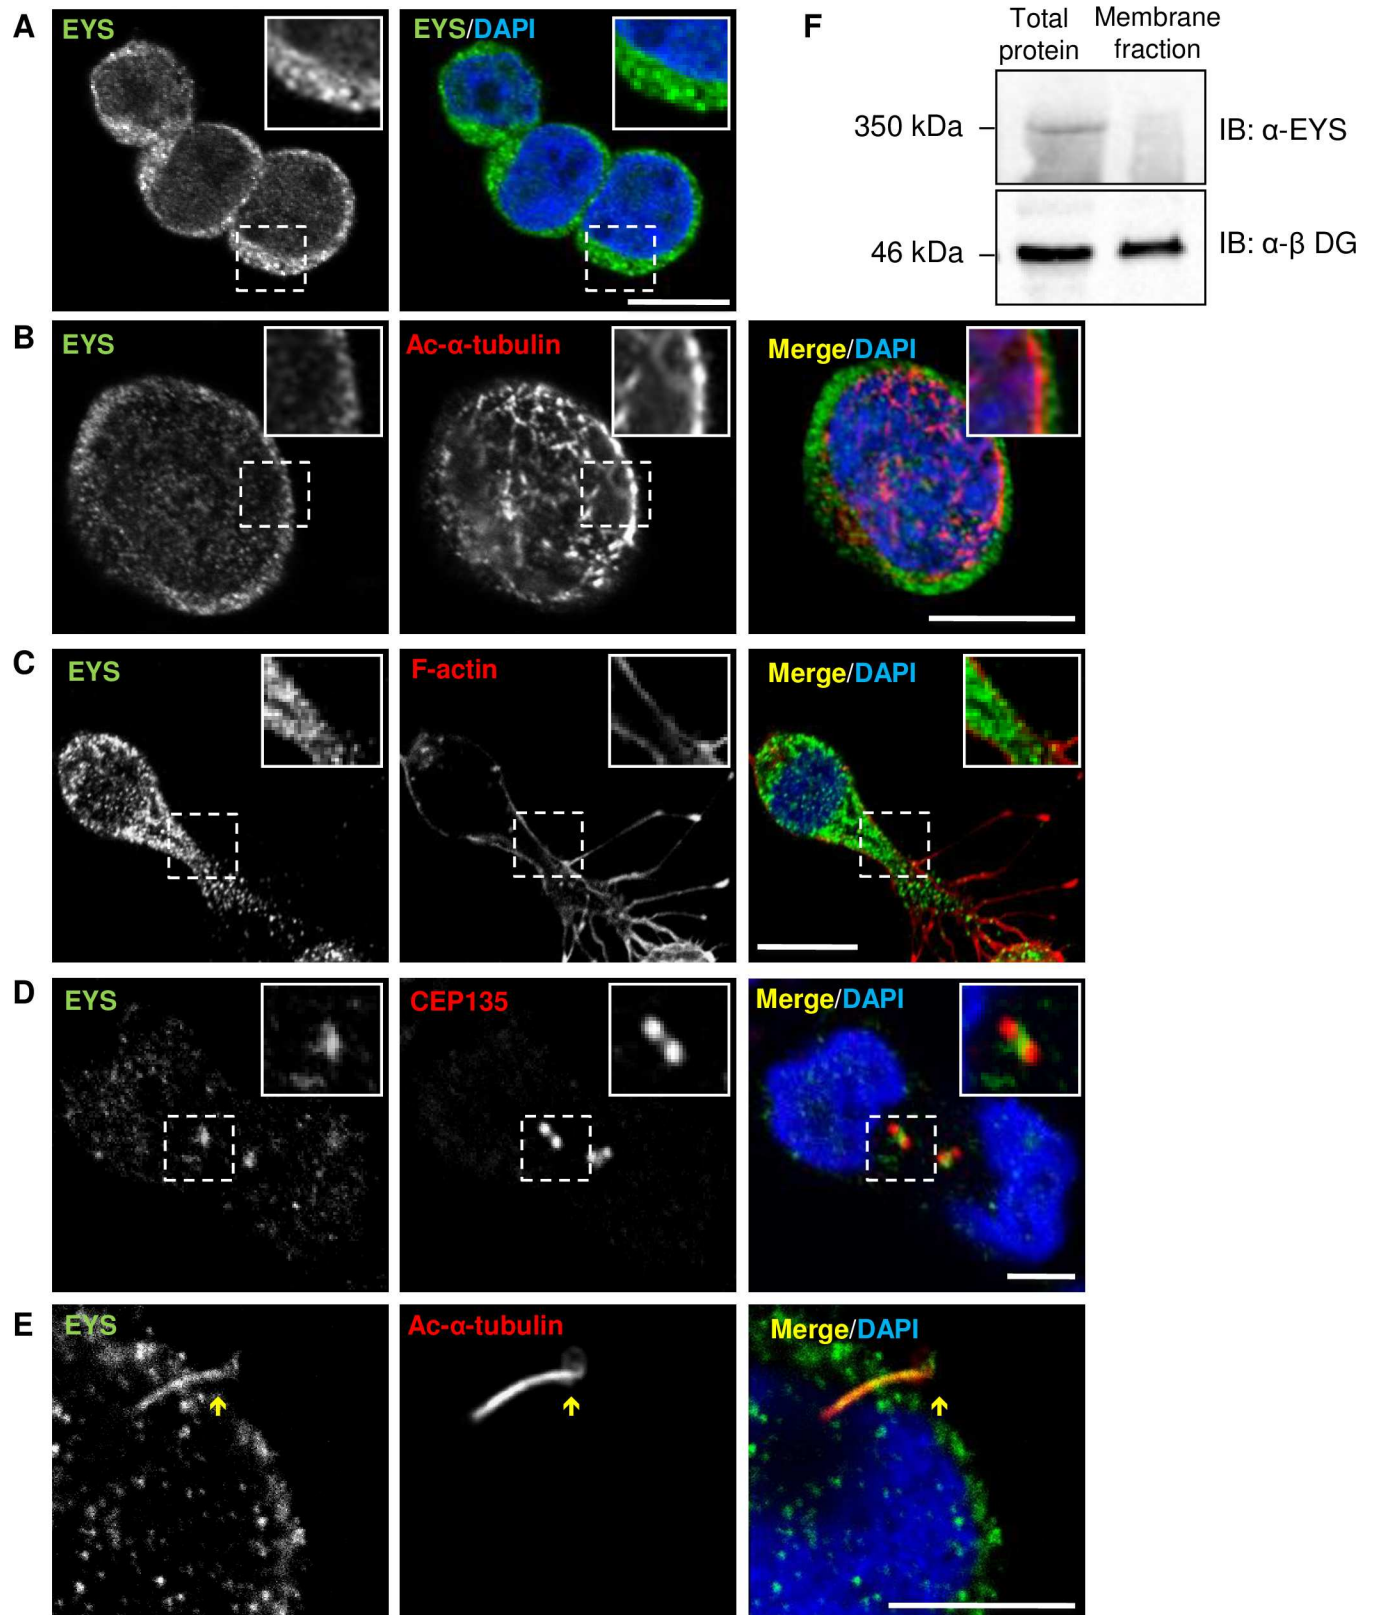 A
EYS
EYS/DAPI
F
Total protein
Membrane fraction
350 kDa
IB: α-EYS
46 kDa
IB: α-β DG
B
EYS
Ac-α-tubulin
Merge/DAPI
C
EYS
F-actin
Merge/DAPI
D
EYS
CEP135
Merge/DAPI
E
EYS
Ac-α-tubulin
Merge/DAPI